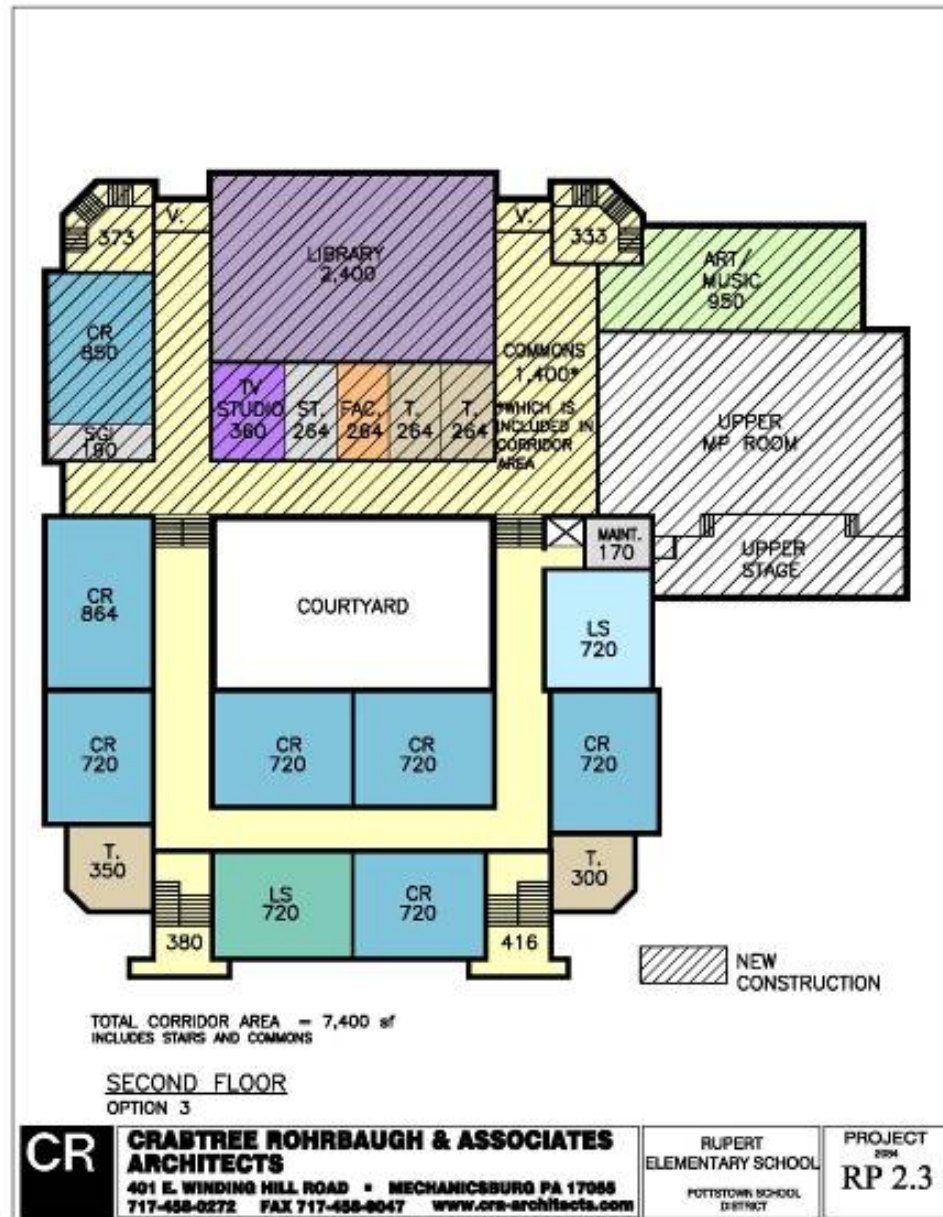 373
V.
V.
333
LIBRARY
2,400
ART/
MUSIC
950
CR
850
COMMONS
1,400*
*WHICH IS
INCLUDED IN
CORRIDOR
AREA
TV
STUDIO
360
ST.
264
FAC.
264
T.
264
T.
264
SGI
190
UPPER
MP ROOM
MAINT.
170
UPPER
STAGE
CR
864
COURTYARD
LS
720
CR
720
CR
720
CR
720
CR
720
T.
350
LS
720
CR
720
T.
300
380
416
NEW
CONSTRUCTION
TOTAL CORRIDOR AREA = 7,400 sf
INCLUDES STAIRS AND COMMONS
SECOND FLOOR
OPTION 3
CR
CRABTREE ROHRBAUGH & ASSOCIATES
ARCHITECTS
401 E. WINDING HILL ROAD ▪ MECHANICSBURG PA 17055
717-458-0272 FAX 717-458-0047 www.cra-architects.com
RUPERT
ELEMENTARY SCHOOL
POTTSTOWN SCHOOL
DISTRICT
PROJECT
2084
RP 2.3